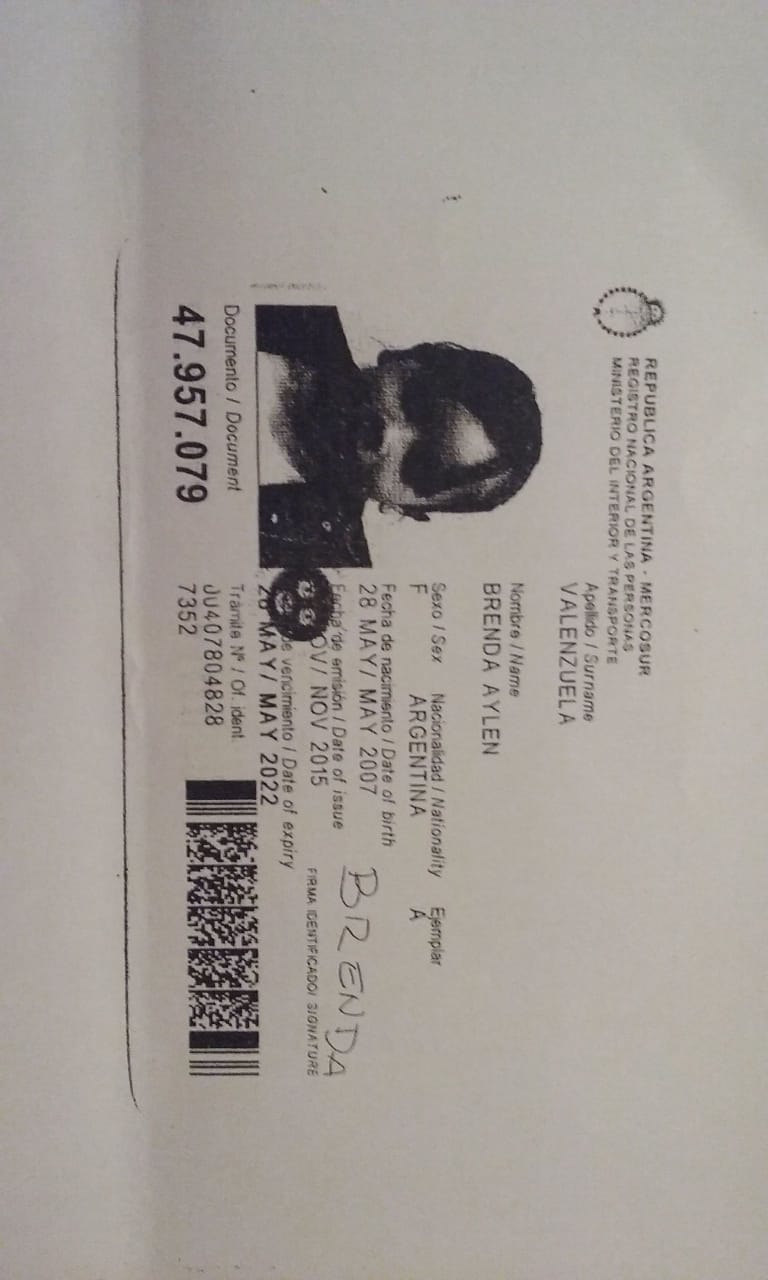 REPUBLICA ARGENTINA - MERCOSUR
REGISTRO NACIONAL DE LAS PERSONAS
MINISTERIO DEL INTERIOR Y TRANSPORTE
Apellido / Surname
VALENZUELA
Nombre / Name
BRENDA AYLEN
Sexo / Sex Nacionalidad / Nationality Ejemplar
F ARGENTINA A
Fecha de nacimiento / Date of birth
28 MAY/ MAY 2007
Fecha de emisión / Date of issue
NOV 2015
de vencimiento / Date of expiry
MAY/ MAY 2022
BRENDA
FIRMA IDENTIFICADO/ SIGNATURE
Documento / Document
47.957.079
Trámite Nº / Of. ident.
00407804828
7352